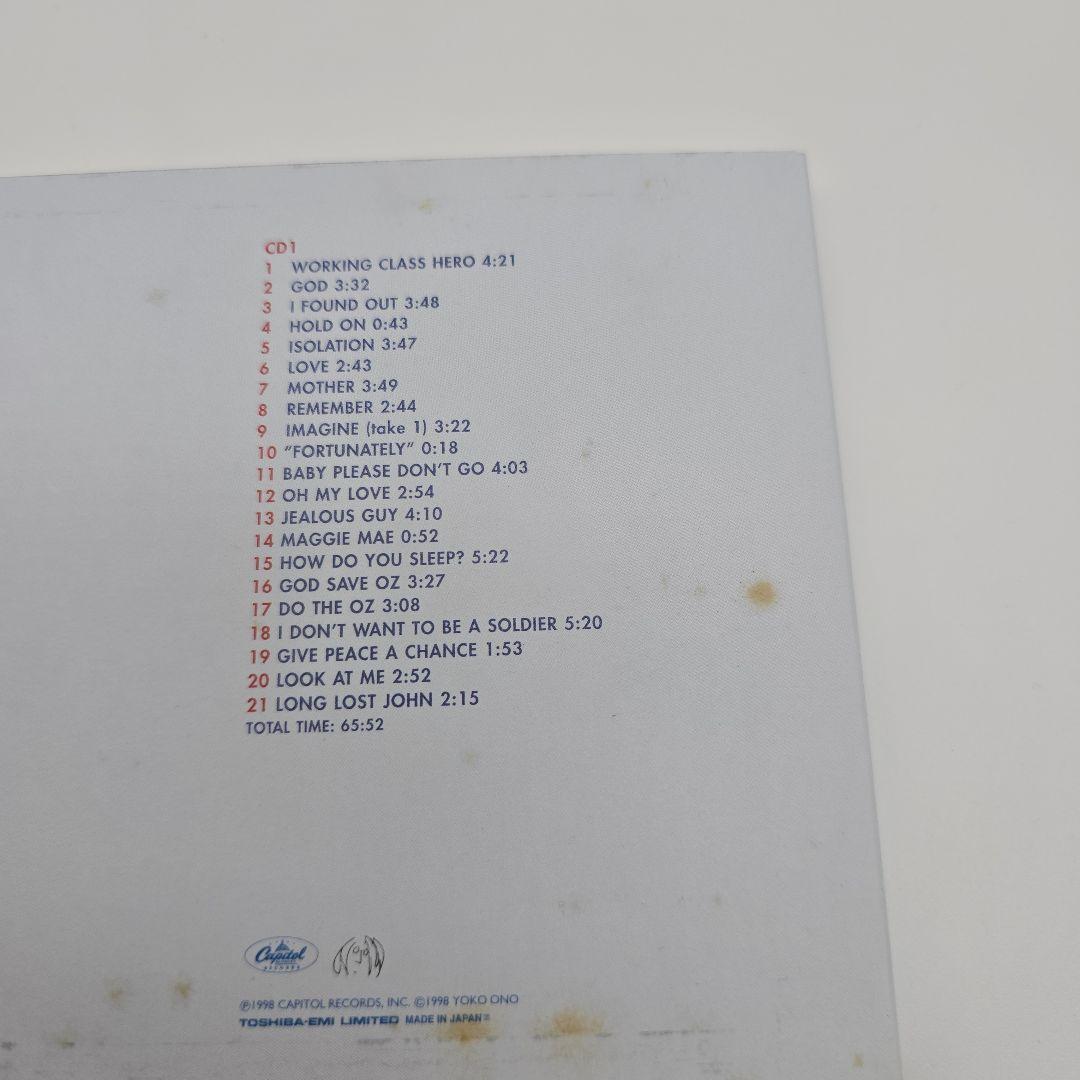 CD1
1 WORKING CLASS HERO 4:21
2 GOD 3:32
3 I FOUND OUT 3:48
4 HOLD ON 0:43
5 ISOLATION 3:47
6 LOVE 2:43
7 MOTHER 3:49
8 REMEMBER 2:44
9 IMAGINE (take 1) 3:22
10 "FORTUNATELY" 0:18
11 BABY PLEASE DON'T GO 4:03
12 OH MY LOVE 2:54
13 JEALOUS GUY 4:10
14 MAGGIE MAE 0:52
15 HOW DO YOU SLEEP? 5:22
16 GOD SAVE OZ 3:27
17 DO THE OZ 3:08
18 I DON'T WANT TO BE A SOLDIER 5:20
19 GIVE PEACE A CHANCE 1:53
20 LOOK AT ME 2:52
21 LONG LOST JOHN 2:15
TOTAL TIME: 65:52
Capitol
RECORDS
℗1998 CAPITOL RECORDS, INC. ©1998 YOKO ONO
TOSHIBA-EMI LIMITED MADE IN JAPAN